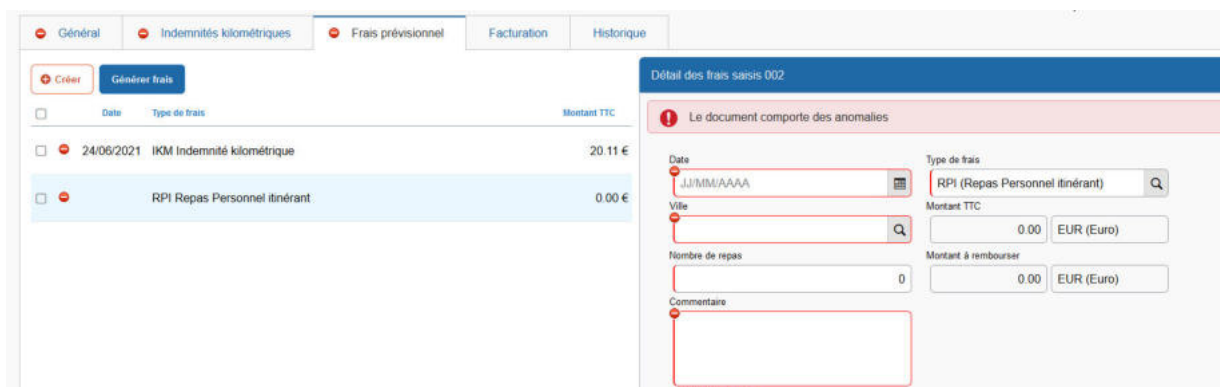 Général
Indemnités kilométriques
Frais prévisionnel
Facturation
Historique
Créer
Générer frais
Détail des frais saisis 002
Date
Type de frais
Montant TTC
Le document comporte des anomalies
24/06/2021 IKM Indemnité kilométrique 20.11 €
RPI Repas Personnel itinérant 0.00 €
Date
Type de frais
JJ/MM/AAAA
RPI (Repas Personnel itinérant)
Ville
Montant TTC
0.00 EUR (Euro)
Nombre de repas
Montant à rembourser
0
0.00 EUR (Euro)
Commentaire